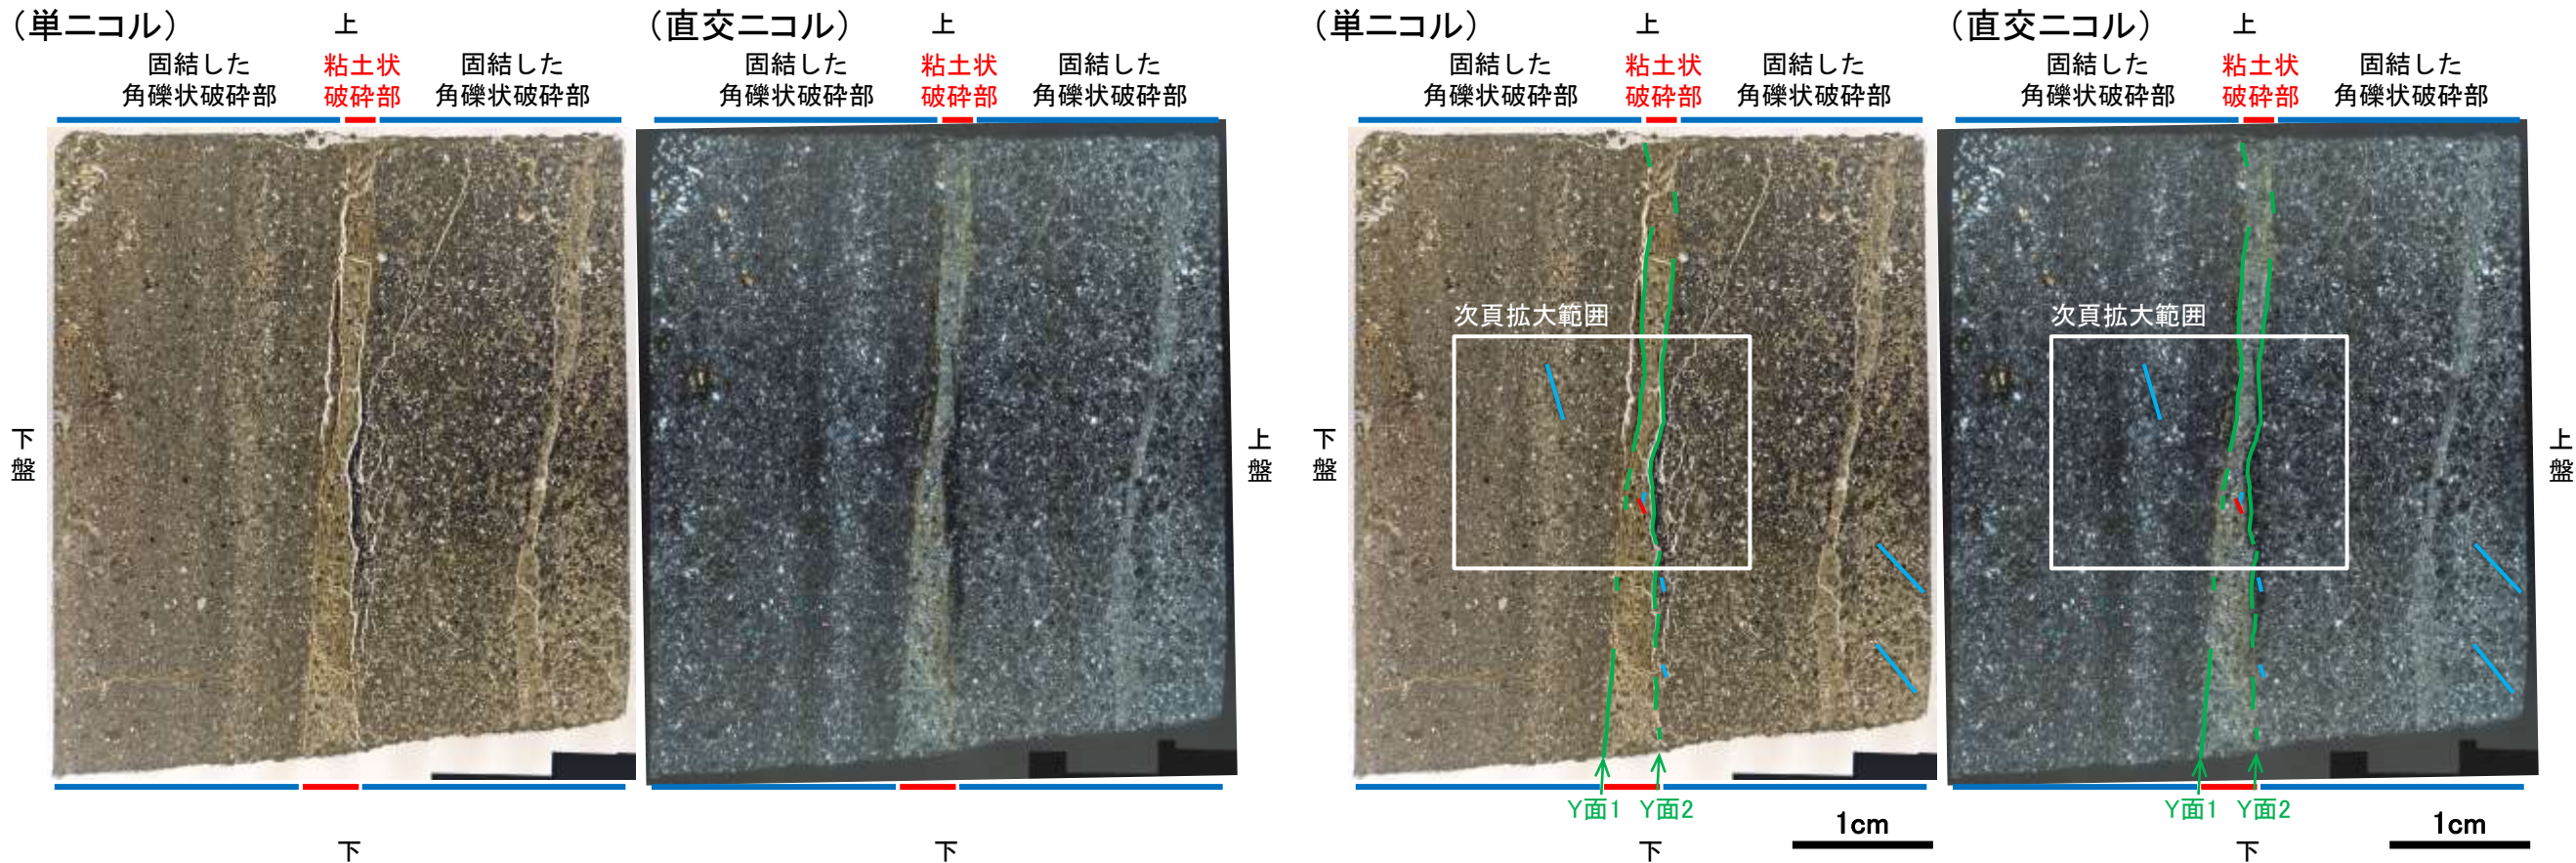 （単ニコル）
上
固結した
角礫状破砕部
粘土状
破砕部
固結した
角礫状破砕部
下盤
下
（直交ニコル）
上
固結した
角礫状破砕部
粘土状
破砕部
固結した
角礫状破砕部
上盤
下
（単ニコル）
上
固結した
角礫状破砕部
粘土状
破砕部
固結した
角礫状破砕部
次頁拡大範囲
下盤
Y面1
Y面2
1cm
下
（直交ニコル）
上
固結した
角礫状破砕部
粘土状
破砕部
固結した
角礫状破砕部
次頁拡大範囲
上盤
Y面1
Y面2
1cm
下